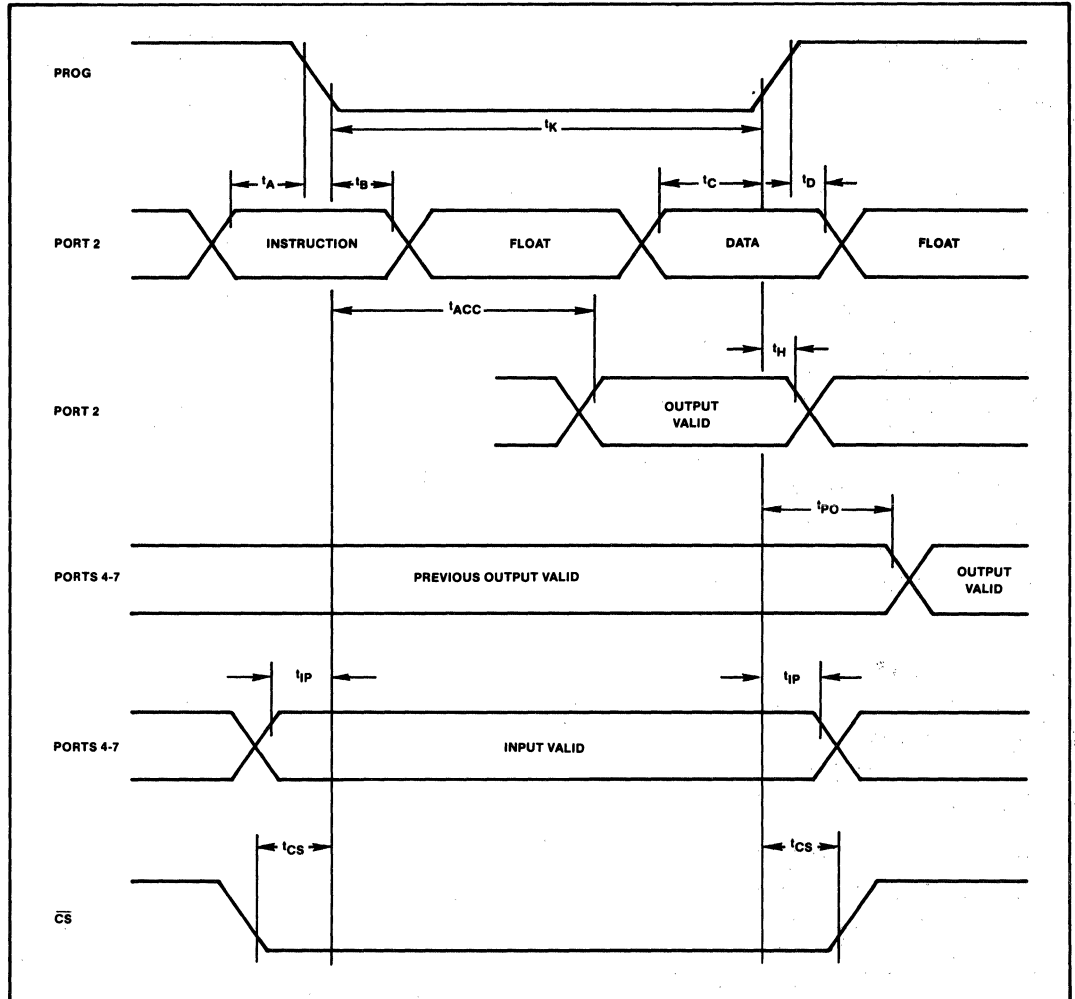 PROG
tK
tA
tB
tC
tD
PORT 2
INSTRUCTION
FLOAT
DATA
FLOAT
tACC
tH
PORT 2
OUTPUT
VALID
tPO
PORTS 4-7
PREVIOUS OUTPUT VALID
OUTPUT
VALID
tIP
tIP
PORTS 4-7
INPUT VALID
tCS
tCS
C̅S̅